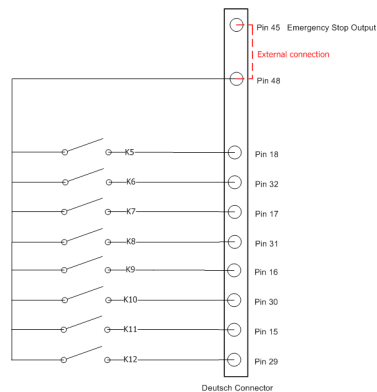 Pin 45 Emergency Stop Output
External connection
Pin 48
K5 Pin 18
K6 Pin 32
K7 Pin 17
K8 Pin 31
K9 Pin 16
K10 Pin 30
K11 Pin 15
K12 Pin 29
Deutsch Connector